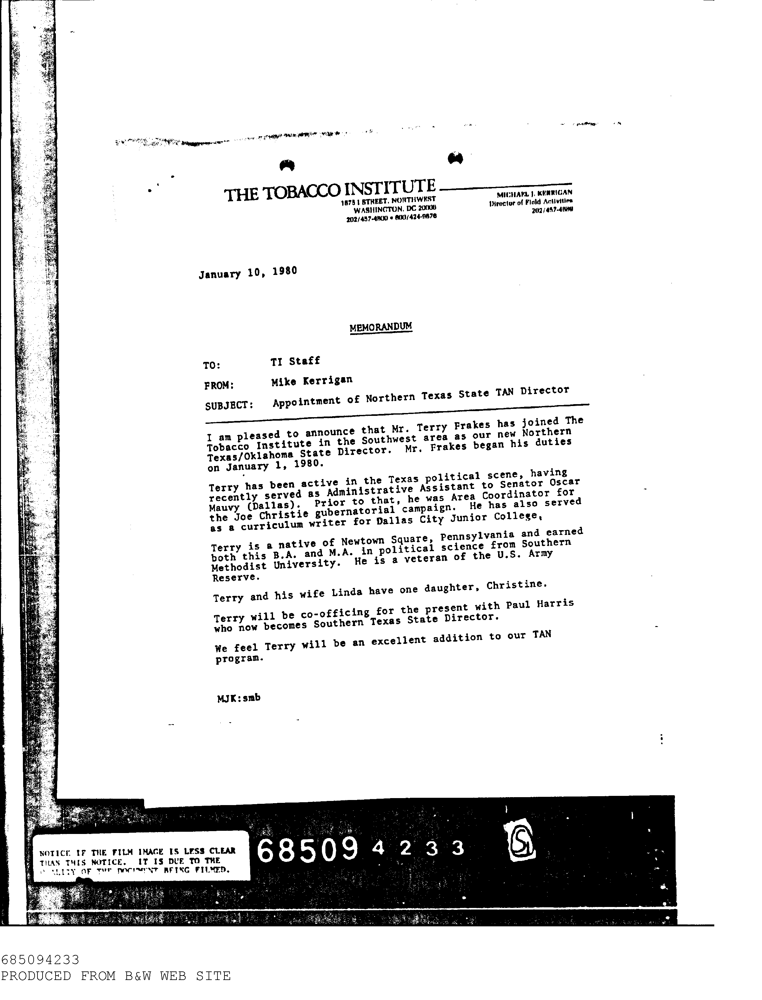 THE TOBACCO INSTITUTE
1875 I STREET, NORTHWEST
WASHINGTON, DC 20006
202/457-4800 • 800/424-9876
MICHAEL J. KERRIGAN
Director of Field Activities
January 10, 1980
MEMORANDUM
TO: TI Staff
FROM: Mike Kerrigan
SUBJECT: Appointment of Northern Texas State TAN Director
I am pleased to announce that Mr. Terry Frakes has joined The
Tobacco Institute in the Southwest area as our new Northern
Texas/Oklahoma State Director. Mr. Frakes began his duties
on January 1, 1980.
Terry has been active in the Texas political scene, having
recently served as Administrative Assistant to Senator Oscar
Mauvy (Dallas). Prior to that, he was Area Coordinator for
the Joe Christie gubernatorial campaign. He has also served
as a curriculum writer for Dallas City Junior College.
Terry is a native of Newtown Square, Pennsylvania and earned
both this B.A. and M.A. in political science from Southern
Methodist University. He is a veteran of the U.S. Army
Reserve.
Terry and his wife Linda have one daughter, Christine.
Terry will be co-officing for the present with Paul Harris
who now becomes Southern Texas State Director.
We feel Terry will be an excellent addition to our TAN
program.
MJK:smb
NOTICE IF THE FILM IMAGE IS LESS CLEAR
THAN THIS NOTICE. IT IS DUE TO THE
OF THE DOCUMENT BEING FILMED.
68509 4233
685094233
PRODUCED FROM B&W WEB SITE